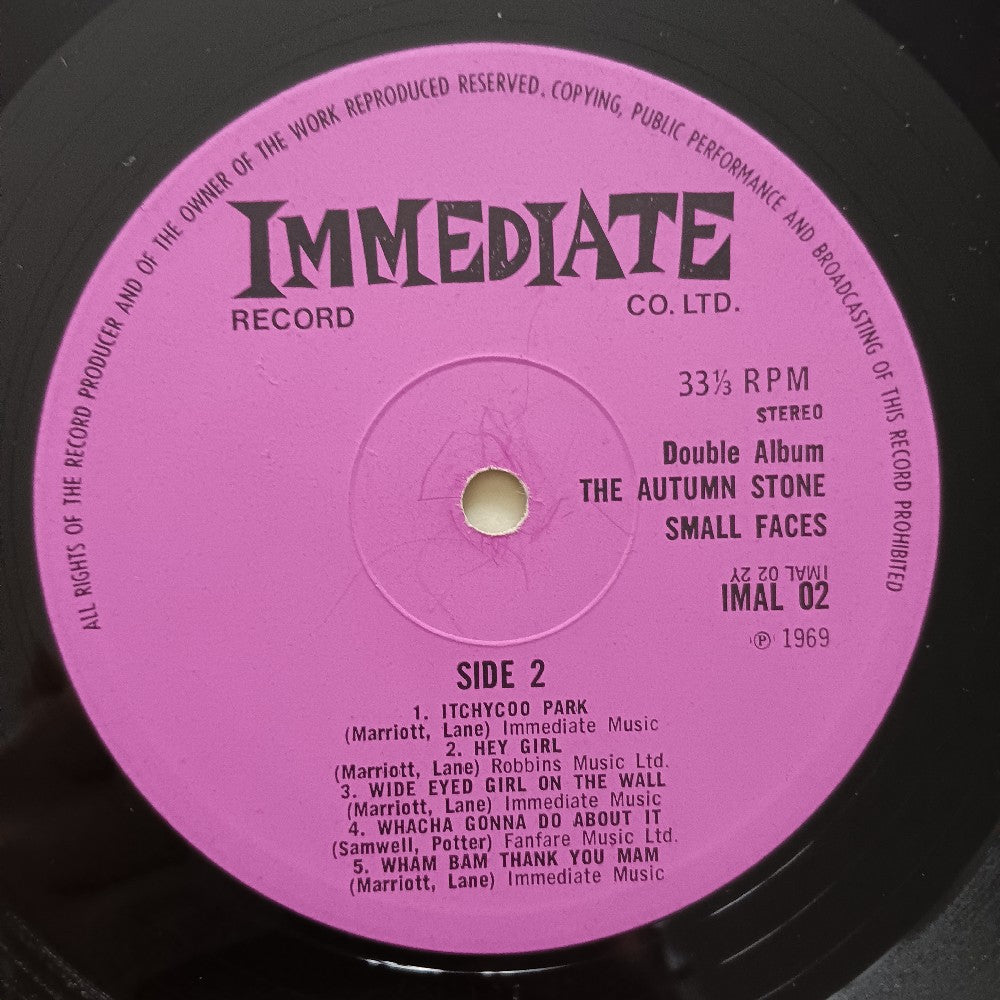 ALL RIGHTS OF THE RECORD PRODUCER AND OF THE OWNER OF THE WORK REPRODUCED RESERVED. COPYING, PUBLIC PERFORMANCE AND BROADCASTING OF THIS RECORD PROHIBITED
IMMEDIATE
RECORD CO. LTD.
33⅓ RPM
STEREO
Double Album
THE AUTUMN STONE
SMALL FACES
IMAL 02 2Y
IMAL 02
℗ 1969
SIDE 2
1. ITCHYCOO PARK
(Marriott, Lane) Immediate Music
2. HEY GIRL
(Marriott, Lane) Robbins Music Ltd.
3. WIDE EYED GIRL ON THE WALL
(Marriott, Lane) Immediate Music
4. WHACHA GONNA DO ABOUT IT
(Samwell, Potter) Fanfare Music Ltd.
5. WHAM BAM THANK YOU MAM
(Marriott, Lane) Immediate Music